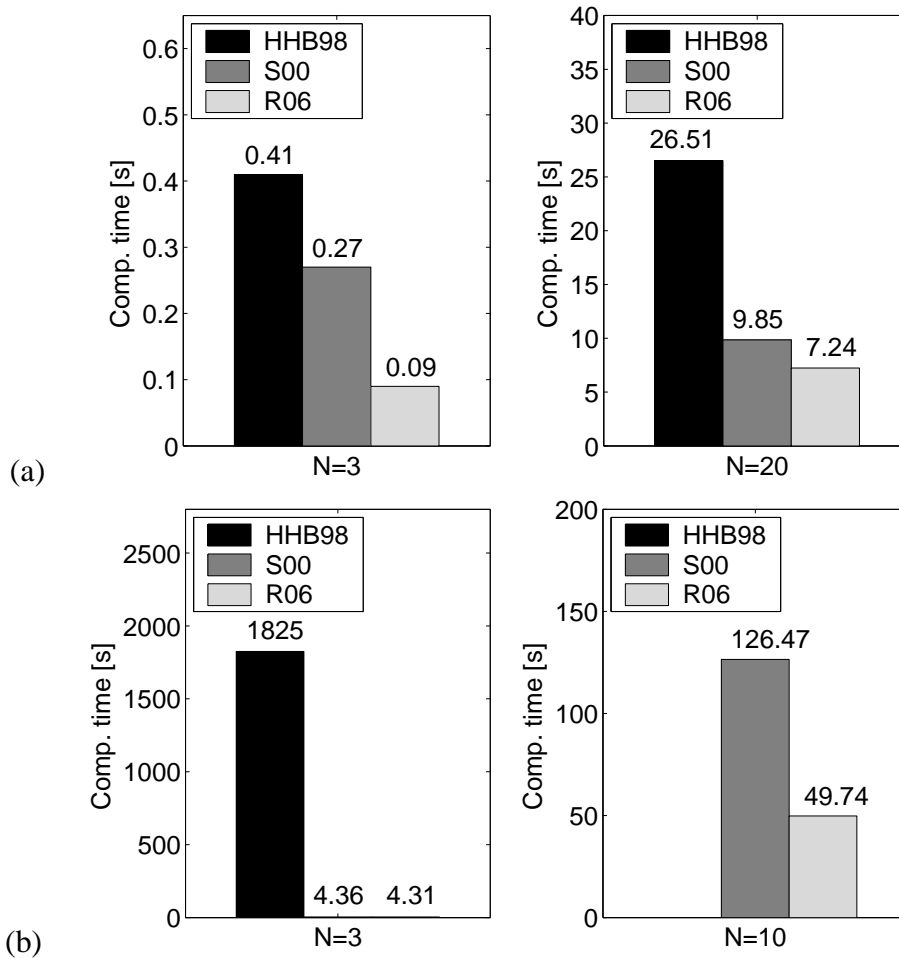 0.6
0.5
0.4
0.3
0.2
0.1
0
Comp. time [s]
HHB98
S00
R06
0.41
0.27
0.09
N=3
40
35
30
25
20
15
10
5
0
Comp. time [s]
HHB98
S00
R06
26.51
9.85
7.24
N=20
(a)
2500
2000
1500
1000
500
0
Comp. time [s]
HHB98
S00
R06
1825
4.36
4.31
N=3
200
150
100
50
0
Comp. time [s]
HHB98
S00
R06
126.47
49.74
N=10
(b)